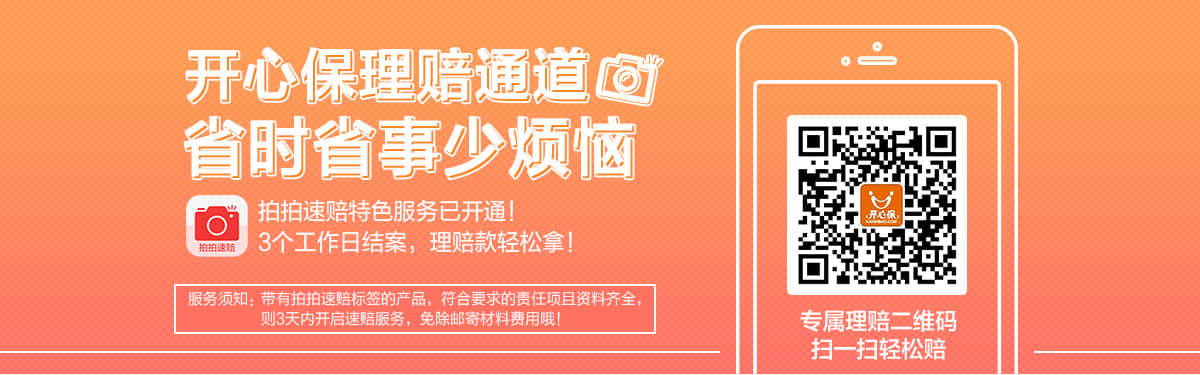 开心保理赔通道
省时省事少烦恼
拍拍速赔
拍拍速赔特色服务已开通！
3个工作日结案，理赔款轻松拿！
服务须知：带有拍拍速赔标签的产品，符合要求的责任项目资料齐全，
则3天内开启速赔服务，免除邮寄材料费用哦！
开心保
KAIXINBAO.COM
专属理赔二维码
扫一扫轻松赔